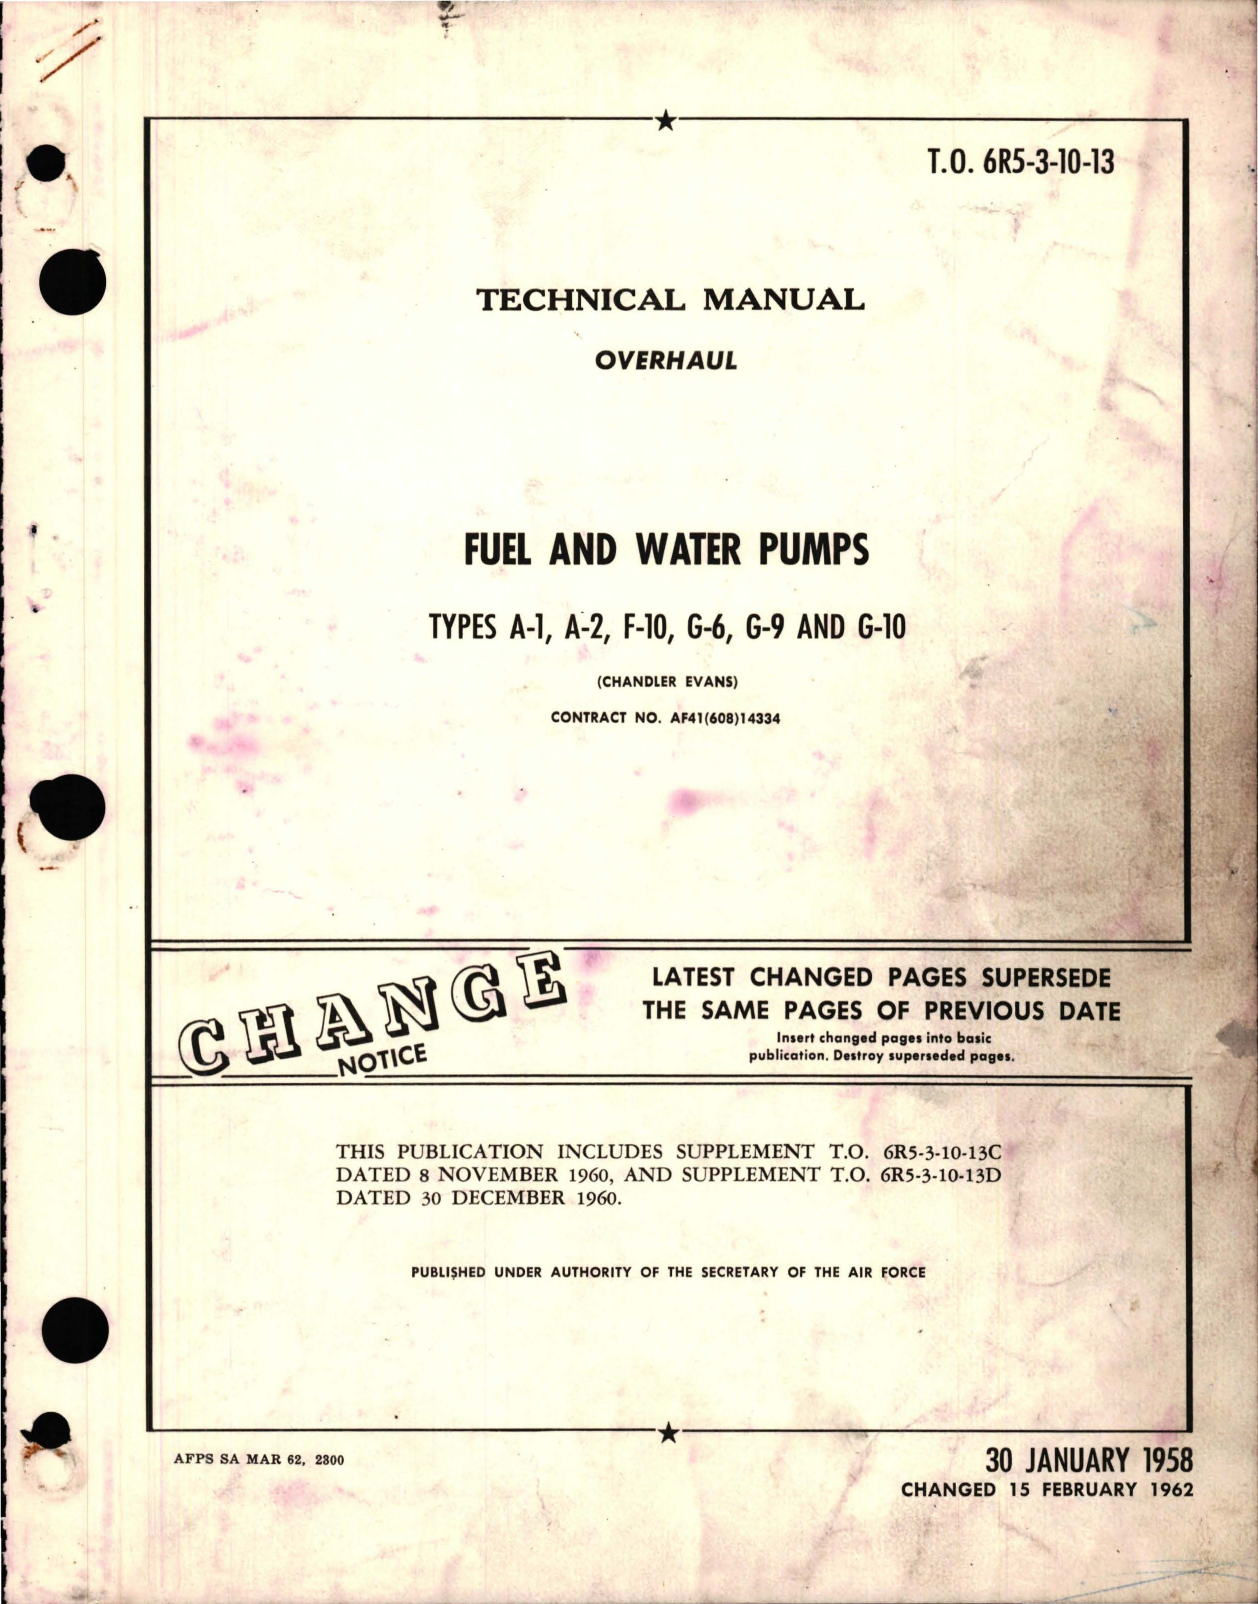 T.O. 6R5-3-10-13
TECHNICAL MANUAL
OVERHAUL
FUEL AND WATER PUMPS
TYPES A-1, A-2, F-10, G-6, G-9 AND G-10
(CHANDLER EVANS)
CONTRACT NO. AF41(608)14334
CHANGE
NOTICE
LATEST CHANGED PAGES SUPERSEDE
THE SAME PAGES OF PREVIOUS DATE
Insert changed pages into basic
publication. Destroy superseded pages.
THIS PUBLICATION INCLUDES SUPPLEMENT T.O. 6R5-3-10-13C
DATED 8 NOVEMBER 1960, AND SUPPLEMENT T.O. 6R5-3-10-13D
DATED 30 DECEMBER 1960.
PUBLISHED UNDER AUTHORITY OF THE SECRETARY OF THE AIR FORCE
AFPS SA MAR 62, 2300
30 JANUARY 1958
CHANGED 15 FEBRUARY 1962